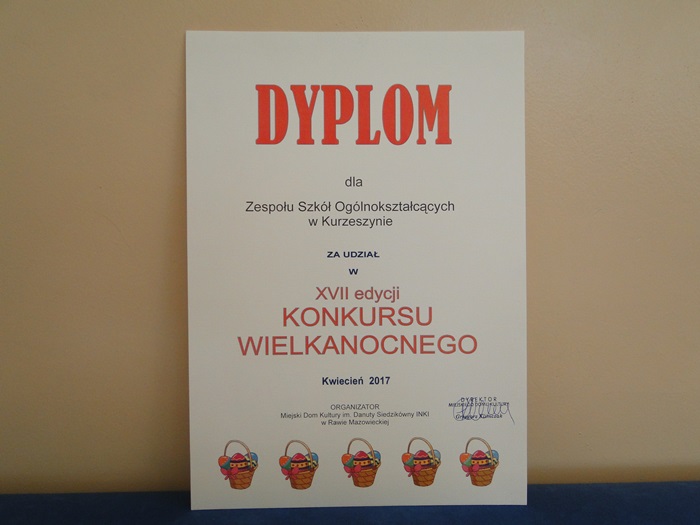 DYPLOM
dla
Zespołu Szkół Ogólnokształcących
w Kurzeszynie
ZA UDZIAŁ
W
XVII edycji
KONKURSU
WIELKANOCNEGO
Kwiecień 2017
ORGANIZATOR
Miejski Dom Kultury im. Danuty Siedzikówny INKI
w Rawie Mazowieckiej
DYREKTOR